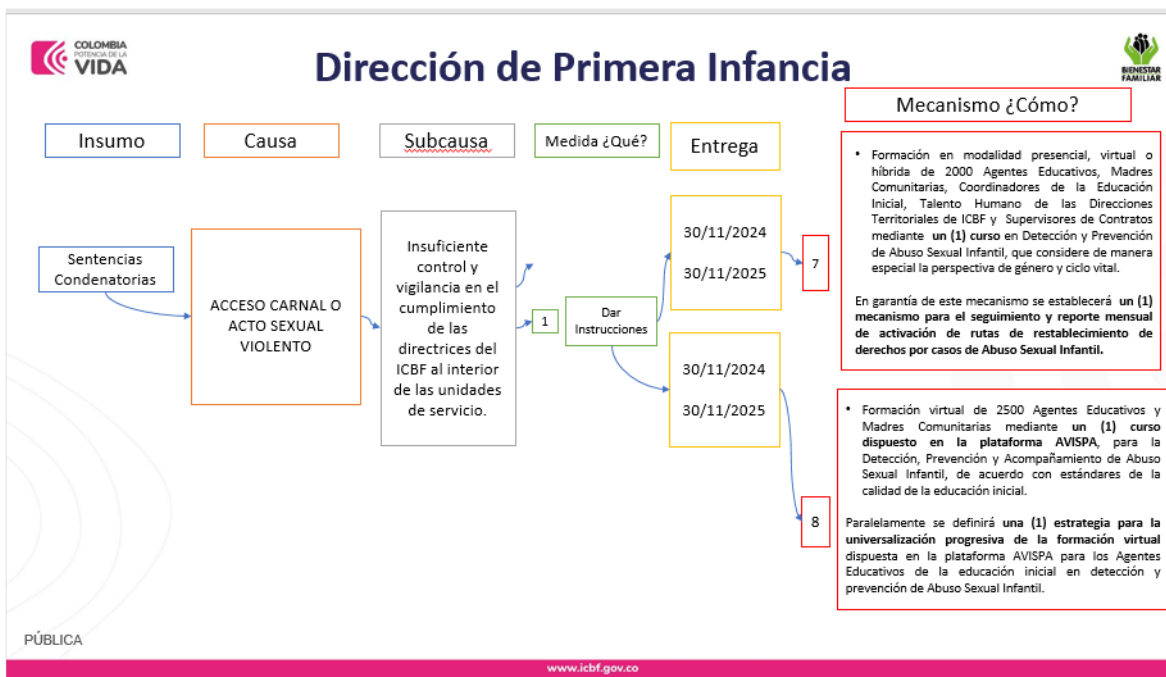 COLOMBIA
POTENCIA DE LA
VIDA
Dirección de Primera Infancia
BIENESTAR
FAMILIAR
Insumo
Causa
Subcausa
Medida ¿Qué?
Entrega
Mecanismo ¿Cómo?
Sentencias
Condenatorias
ACCESO CARNAL O
ACTO SEXUAL
VIOLENTO
Insuficiente
control y
vigilancia en el
cumplimiento
de las
directrices del
ICBF al interior
de las unidades
de servicio.
1
Dar
Instrucciones
30/11/2024
30/11/2025
30/11/2024
30/11/2025
7
• Formación en modalidad presencial, virtual o
híbrida de 2000 Agentes Educativos, Madres
Comunitarias, Coordinadores de la Educación
Inicial, Talento Humano de las Direcciones
Territoriales de ICBF y Supervisores de Contratos
mediante un (1) curso en Detección y Prevención
de Abuso Sexual Infantil, que considere de manera
especial la perspectiva de género y ciclo vital.
En garantía de este mecanismo se establecerá un (1)
mecanismo para el seguimiento y reporte mensual
de activación de rutas de restablecimiento de
derechos por casos de Abuso Sexual Infantil.
8
• Formación virtual de 2500 Agentes Educativos y
Madres Comunitarias mediante un (1) curso
dispuesto en la plataforma AVISPA, para la
Detección, Prevención y Acompañamiento de Abuso
Sexual Infantil, de acuerdo con estándares de la
calidad de la educación inicial.
Paralelamente se definirá una (1) estrategia para la
universalización progresiva de la formación virtual
dispuesta en la plataforma AVISPA para los Agentes
Educativos de la educación inicial en detección y
prevención de Abuso Sexual Infantil.
PÚBLICA
www.icbf.gov.co